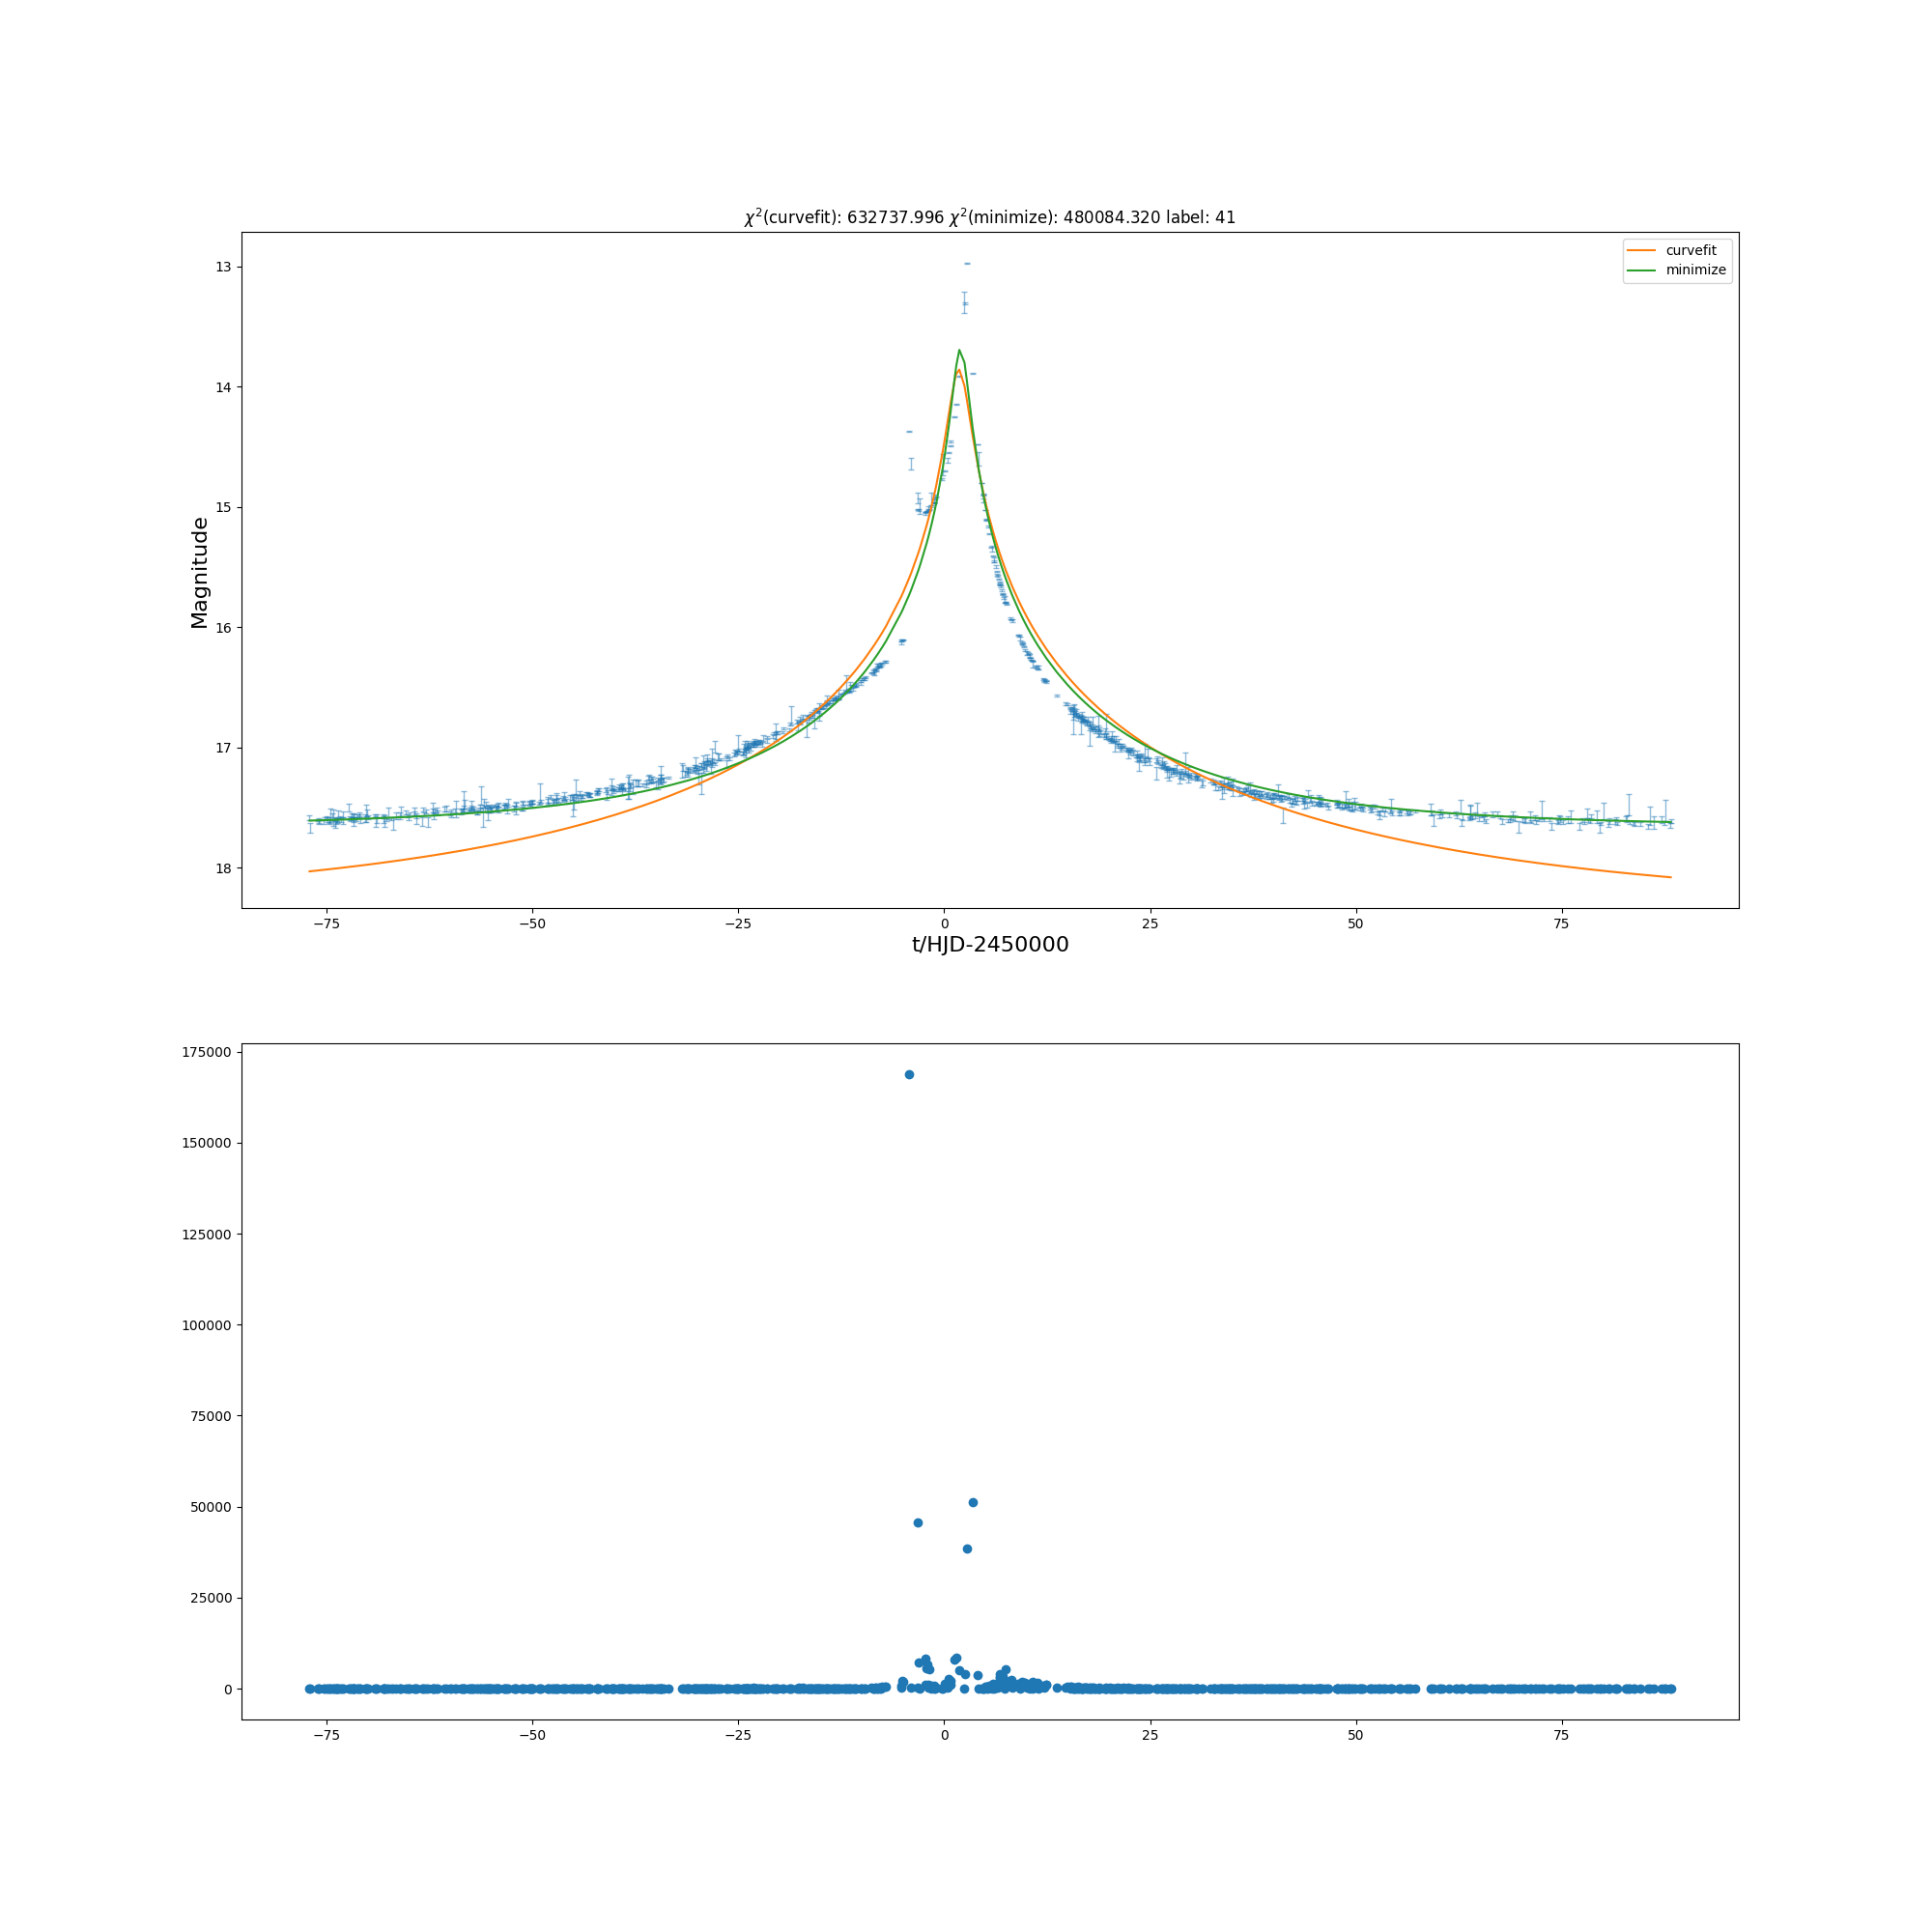 χ²(curvefit): 632737.996 χ²(minimize): 480084.320 label: 41
curvefit
minimize
13
14
15
16
17
18
Magnitude
−75 −50 −25 0 25 50 75
t/HJD-2450000
175000
150000
125000
100000
75000
50000
25000
0
−75 −50 −25 0 25 50 75